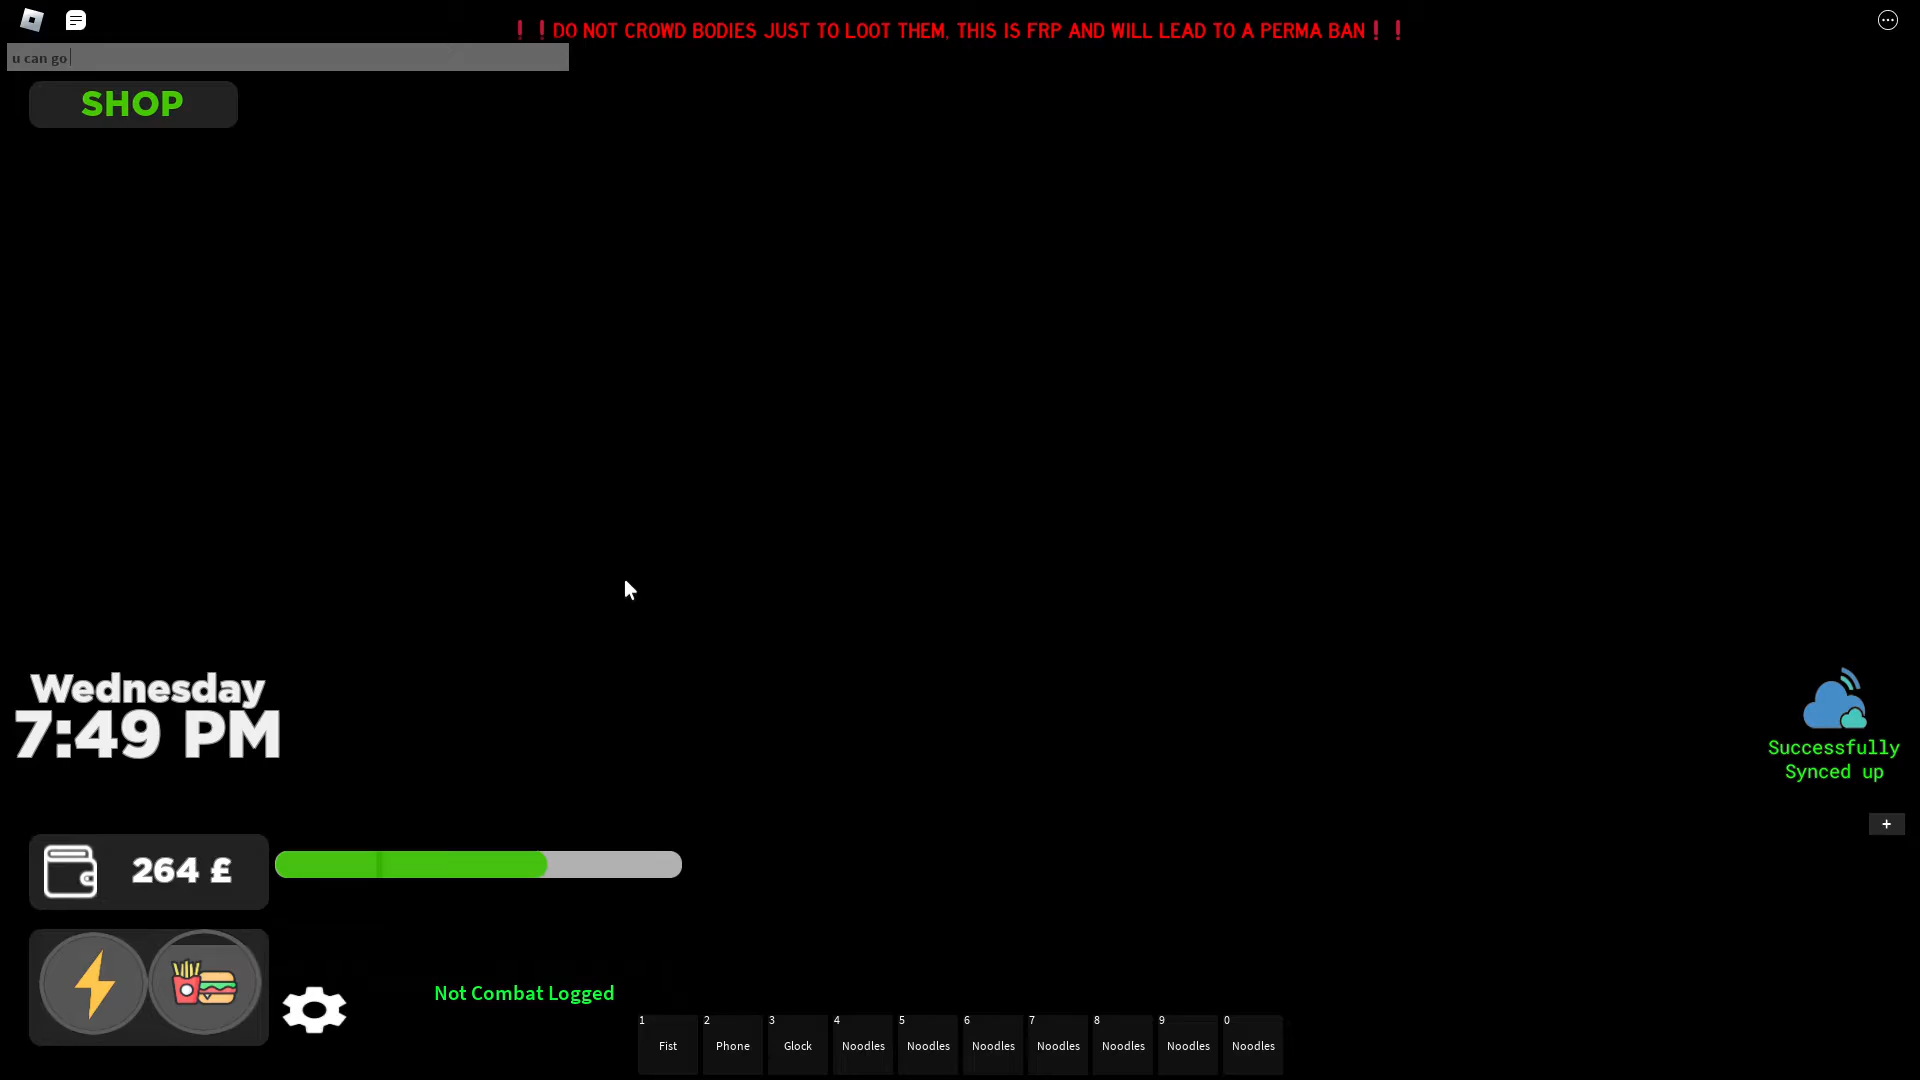 ❗❗DO NOT CROWD BODIES JUST TO LOOT THEM, THIS IS FRP AND WILL LEAD TO A PERMA BAN❗❗
u can go
SHOP
Wednesday
7:49 PM
Successfully
Synced up
+
264 £
Not Combat Logged
1 2 3 4 5 6 7 8 9 0
Fist Phone Glock Noodles Noodles Noodles Noodles Noodles Noodles Noodles